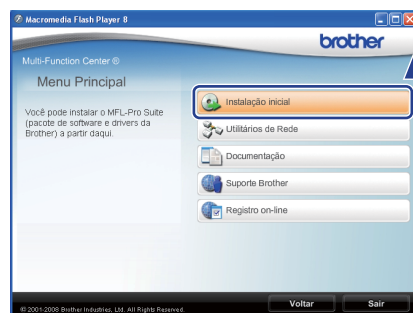 Macromedia Flash Player 8
brother
Multi-Function Center ®
Menu Principal
Você pode instalar o MFL-Pro Suite
(pacote de software e drivers da
Brother) a partir daqui.
Instalação inicial
Utilitários de Rede
Documentação
Suporte Brother
Registro on-line
© 2001-2008 Brother Industries, Ltd. All Rights Reserved.
Voltar
Sair